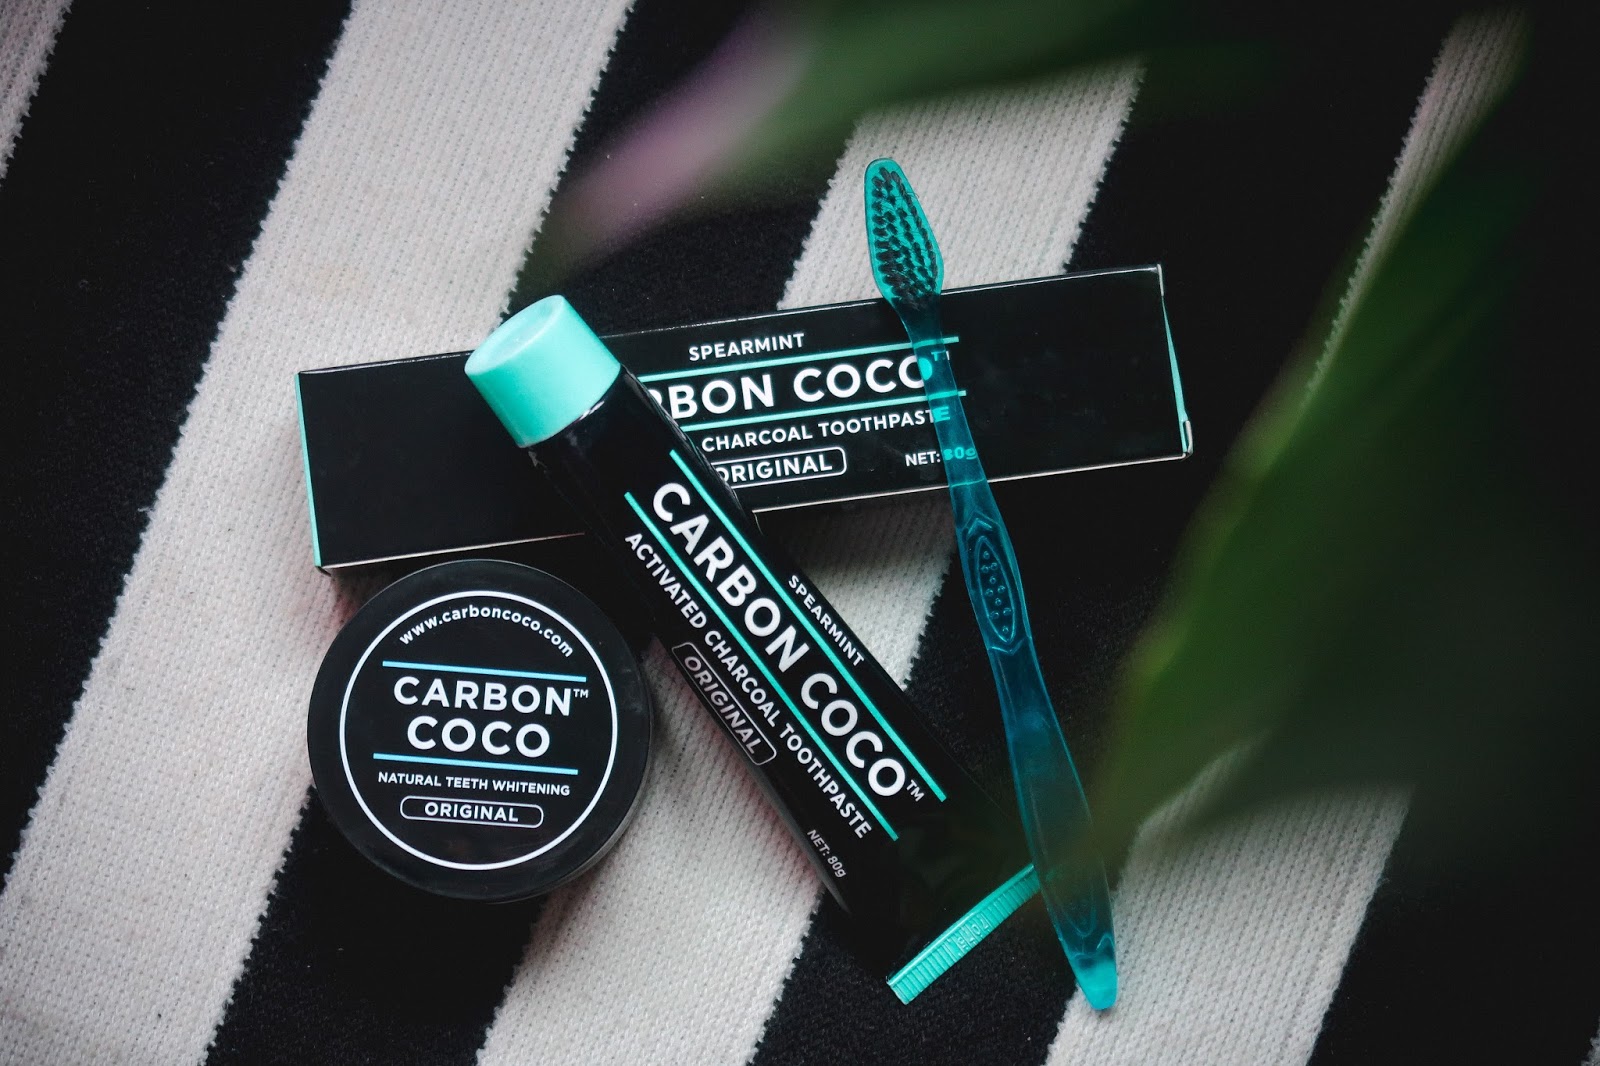 SPEARMINT
RBON COCO™
CHARCOAL TOOTHPASTE
ORIGINAL
NET: 80g
SPEARMINT
CARBON COCO™
ACTIVATED CHARCOAL TOOTHPASTE
ORIGINAL
NET: 80g
www.carboncoco.com
CARBON™
COCO
NATURAL TEETH WHITENING
ORIGINAL